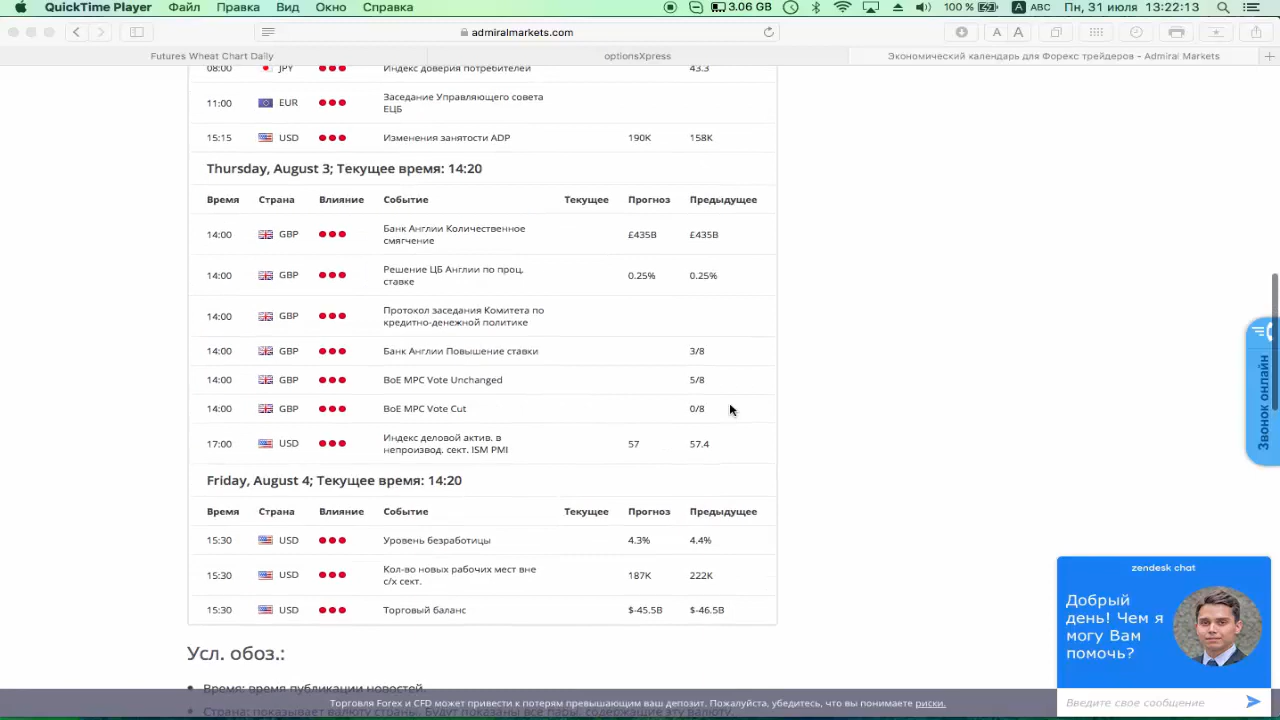 QuickTime Player Файл Правка Вид Окно Справка 3.06 GB 100 % A ABC Пн, 31 июля 13:22:13
admiralmarkets.com
Futures Wheat Chart Daily optionsXpress Экономический календарь для Форекс трейдеров – Admiral Markets
08:00 JPY Индекс доверия потребителей 43.3
11:00 EUR Заседание Управляющего совета
ЕЦБ
15:15 USD Изменения занятости ADP 190K 158K
Thursday, August 3; Текущее время: 14:20
Время Страна Влияние Событие Текущее Прогноз Предыдущее
14:00 GBP Банк Англии Количественное
смягчение £435B £435B
14:00 GBP Решение ЦБ Англии по проц.
ставке 0.25% 0.25%
14:00 GBP Протокол заседания Комитета по
кредитно-денежной политике
14:00 GBP Банк Англии Повышение ставки 3/8
14:00 GBP BoE MPC Vote Unchanged 5/8
14:00 GBP BoE MPC Vote Cut 0/8
17:00 USD Индекс деловой актив. в
непроизвод. сект. ISM PMI 57 57.4
Friday, August 4; Текущее время: 14:20
Время Страна Влияние Событие Текущее Прогноз Предыдущее
15:30 USD Уровень безработицы 4.3% 4.4%
15:30 USD Кол-во новых рабочих мест вне
с/х сект. 187K 222K
15:30 USD Торговый баланс $-45.5B $-46.5B
Усл. обоз.:
Время: время публикации новостей.
Страна: показывает валюту страны. Будут показаны все пары, содержащие эту валюту.
Торговля Forex и CFD может привести к потерям превышающим ваш депозит. Пожалуйста, убедитесь, что вы понимаете риски.
Звонок онлайн
zendesk chat
Добрый
день! Чем я
могу Вам
помочь?
Введите свое сообщение